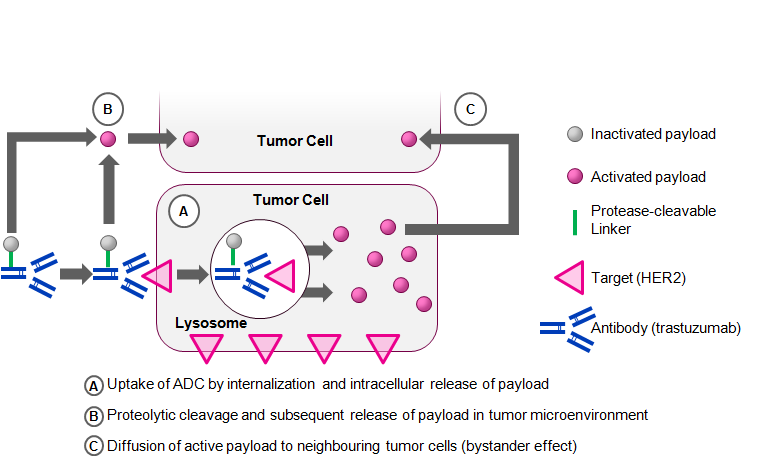 B
C
Tumor Cell
Inactivated payload
Activated payload
Tumor Cell
A
Protease-cleavable
Linker
Target (HER2)
Lysosome
Antibody (trastuzumab)
A Uptake of ADC by internalization and intracellular release of payload
B Proteolytic cleavage and subsequent release of payload in tumor microenvironment
C Diffusion of active payload to neighbouring tumor cells (bystander effect)